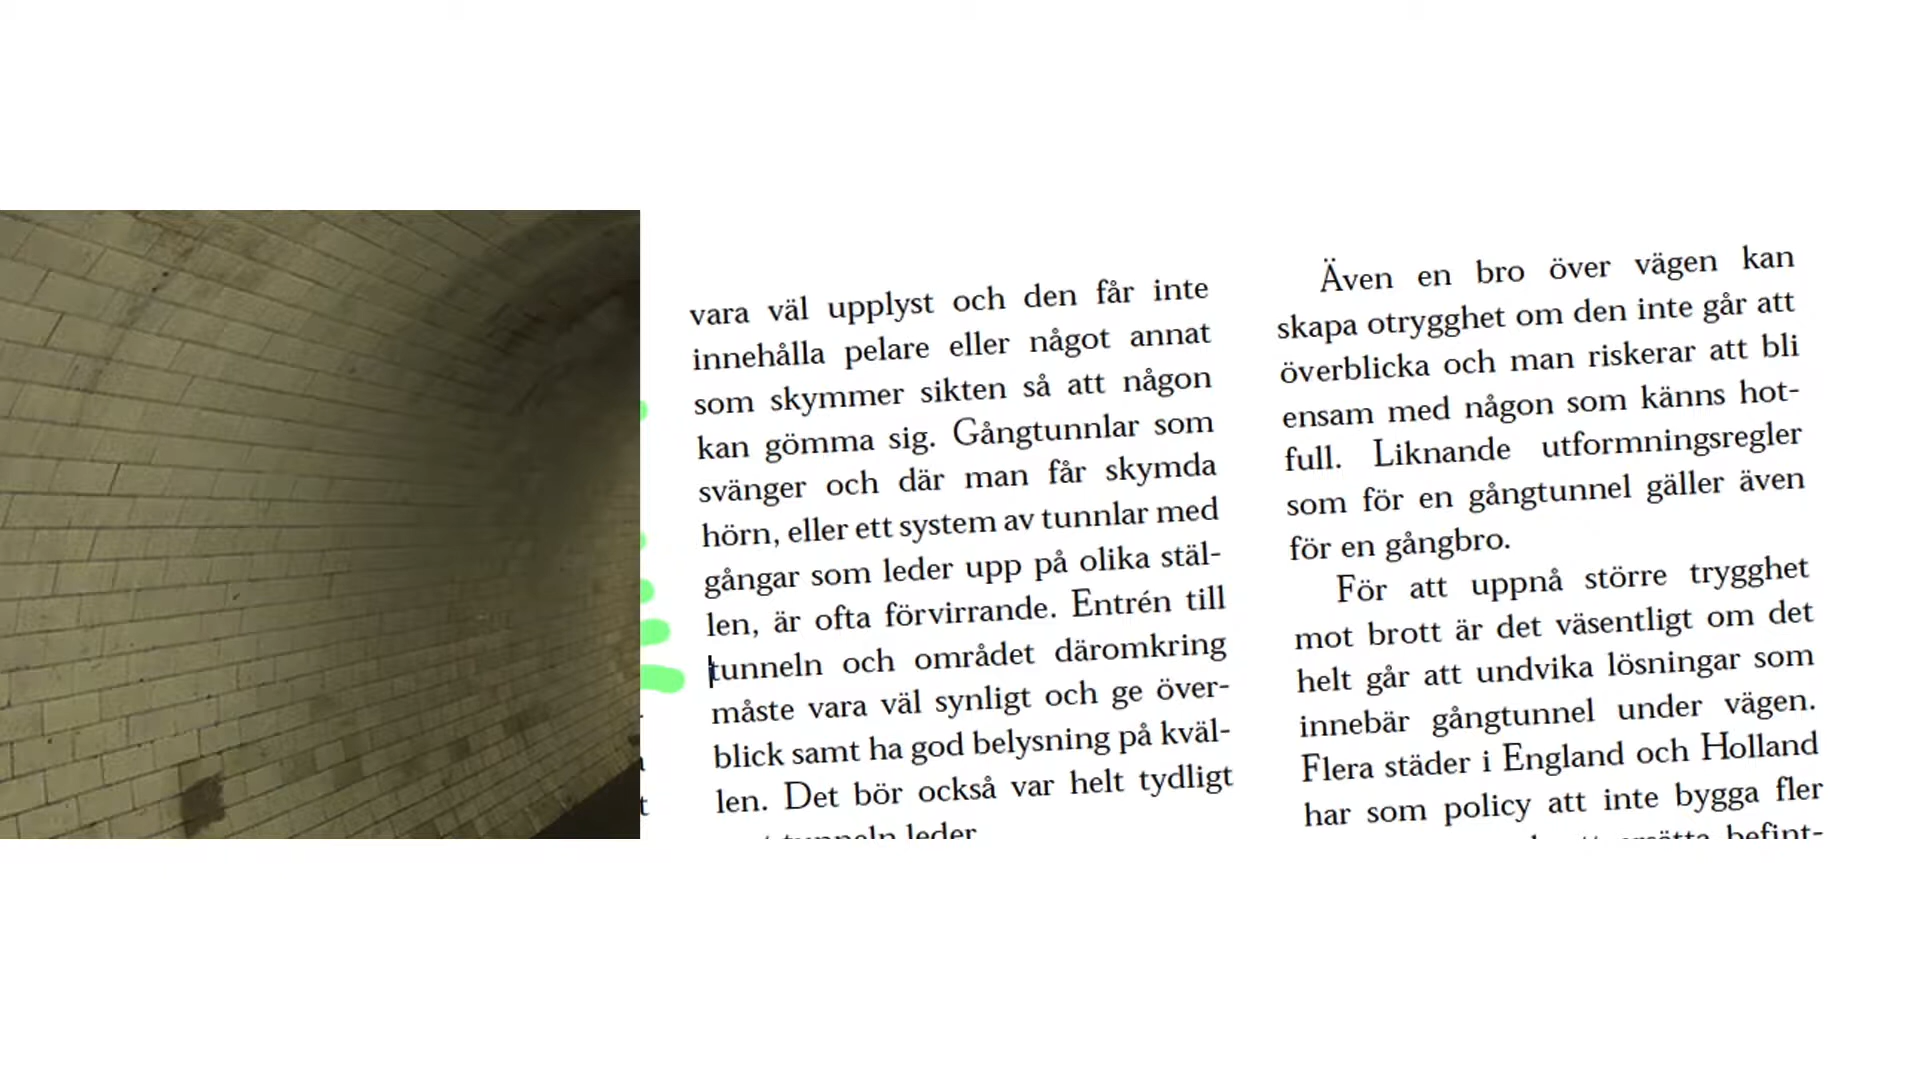 vara väl upplyst och den får inte
innehålla pelare eller något annat
som skymmer sikten så att någon
kan gömma sig. Gångtunnlar som
svänger och där man får skymda
hörn, eller ett system av tunnlar med
gångar som leder upp på olika stäl-
len, är ofta förvirrande. Entrén till
tunneln och området däromkring
måste vara väl synligt och ge över-
blick samt ha god belysning på kväl-
len. Det bör också var helt tydligt
tunneln leder
Även en bro över vägen kan
skapa otrygghet om den inte går att
överblicka och man riskerar att bli
ensam med någon som känns hot-
full. Liknande utformningsregler
som för en gångtunnel gäller även
för en gångbro.
För att uppnå större trygghet
mot brott är det väsentligt om det
helt går att undvika lösningar som
innebär gångtunnel under vägen.
Flera städer i England och Holland
har som policy att inte bygga fler
befint-